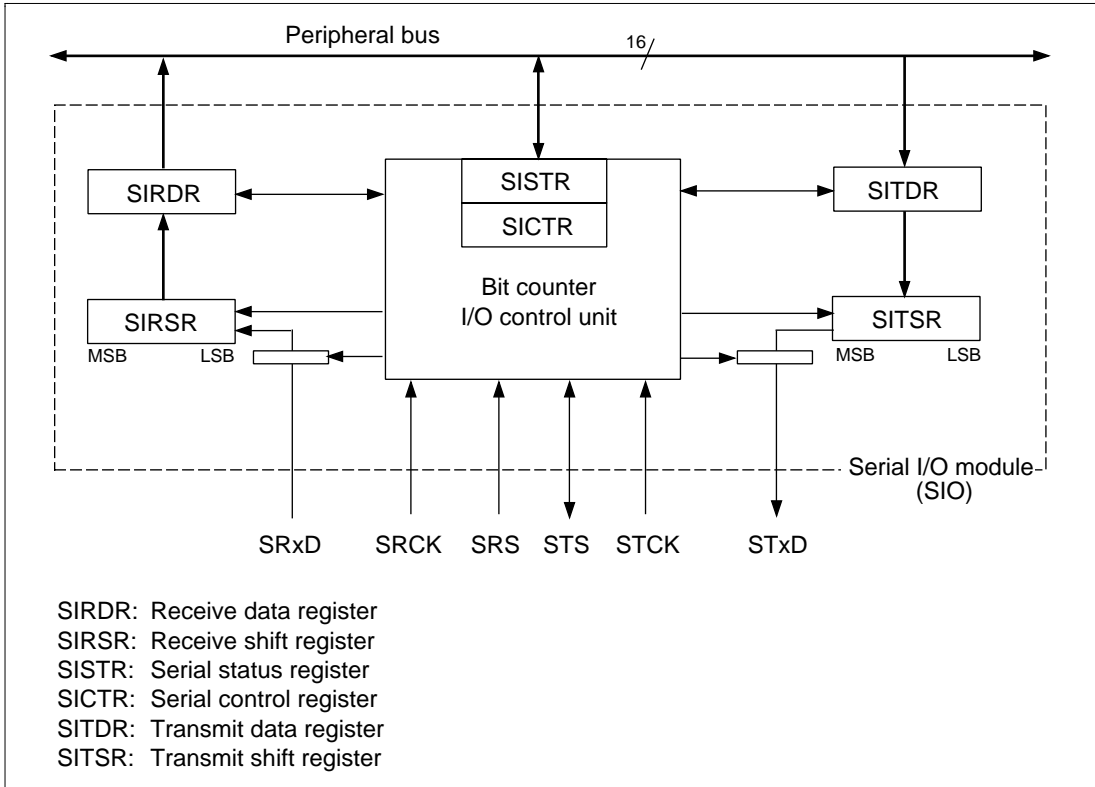 Peripheral bus
16
SIRDR
SISTR
SITDR
SICTR
Bit counter
I/O control unit
SIRSR
SITSR
MSB LSB
MSB LSB
Serial I/O module
(SIO)
SRxD SRCK SRS STS STCK STxD
SIRDR: Receive data register
SIRSR: Receive shift register
SISTR: Serial status register
SICTR: Serial control register
SITDR: Transmit data register
SITSR: Transmit shift register